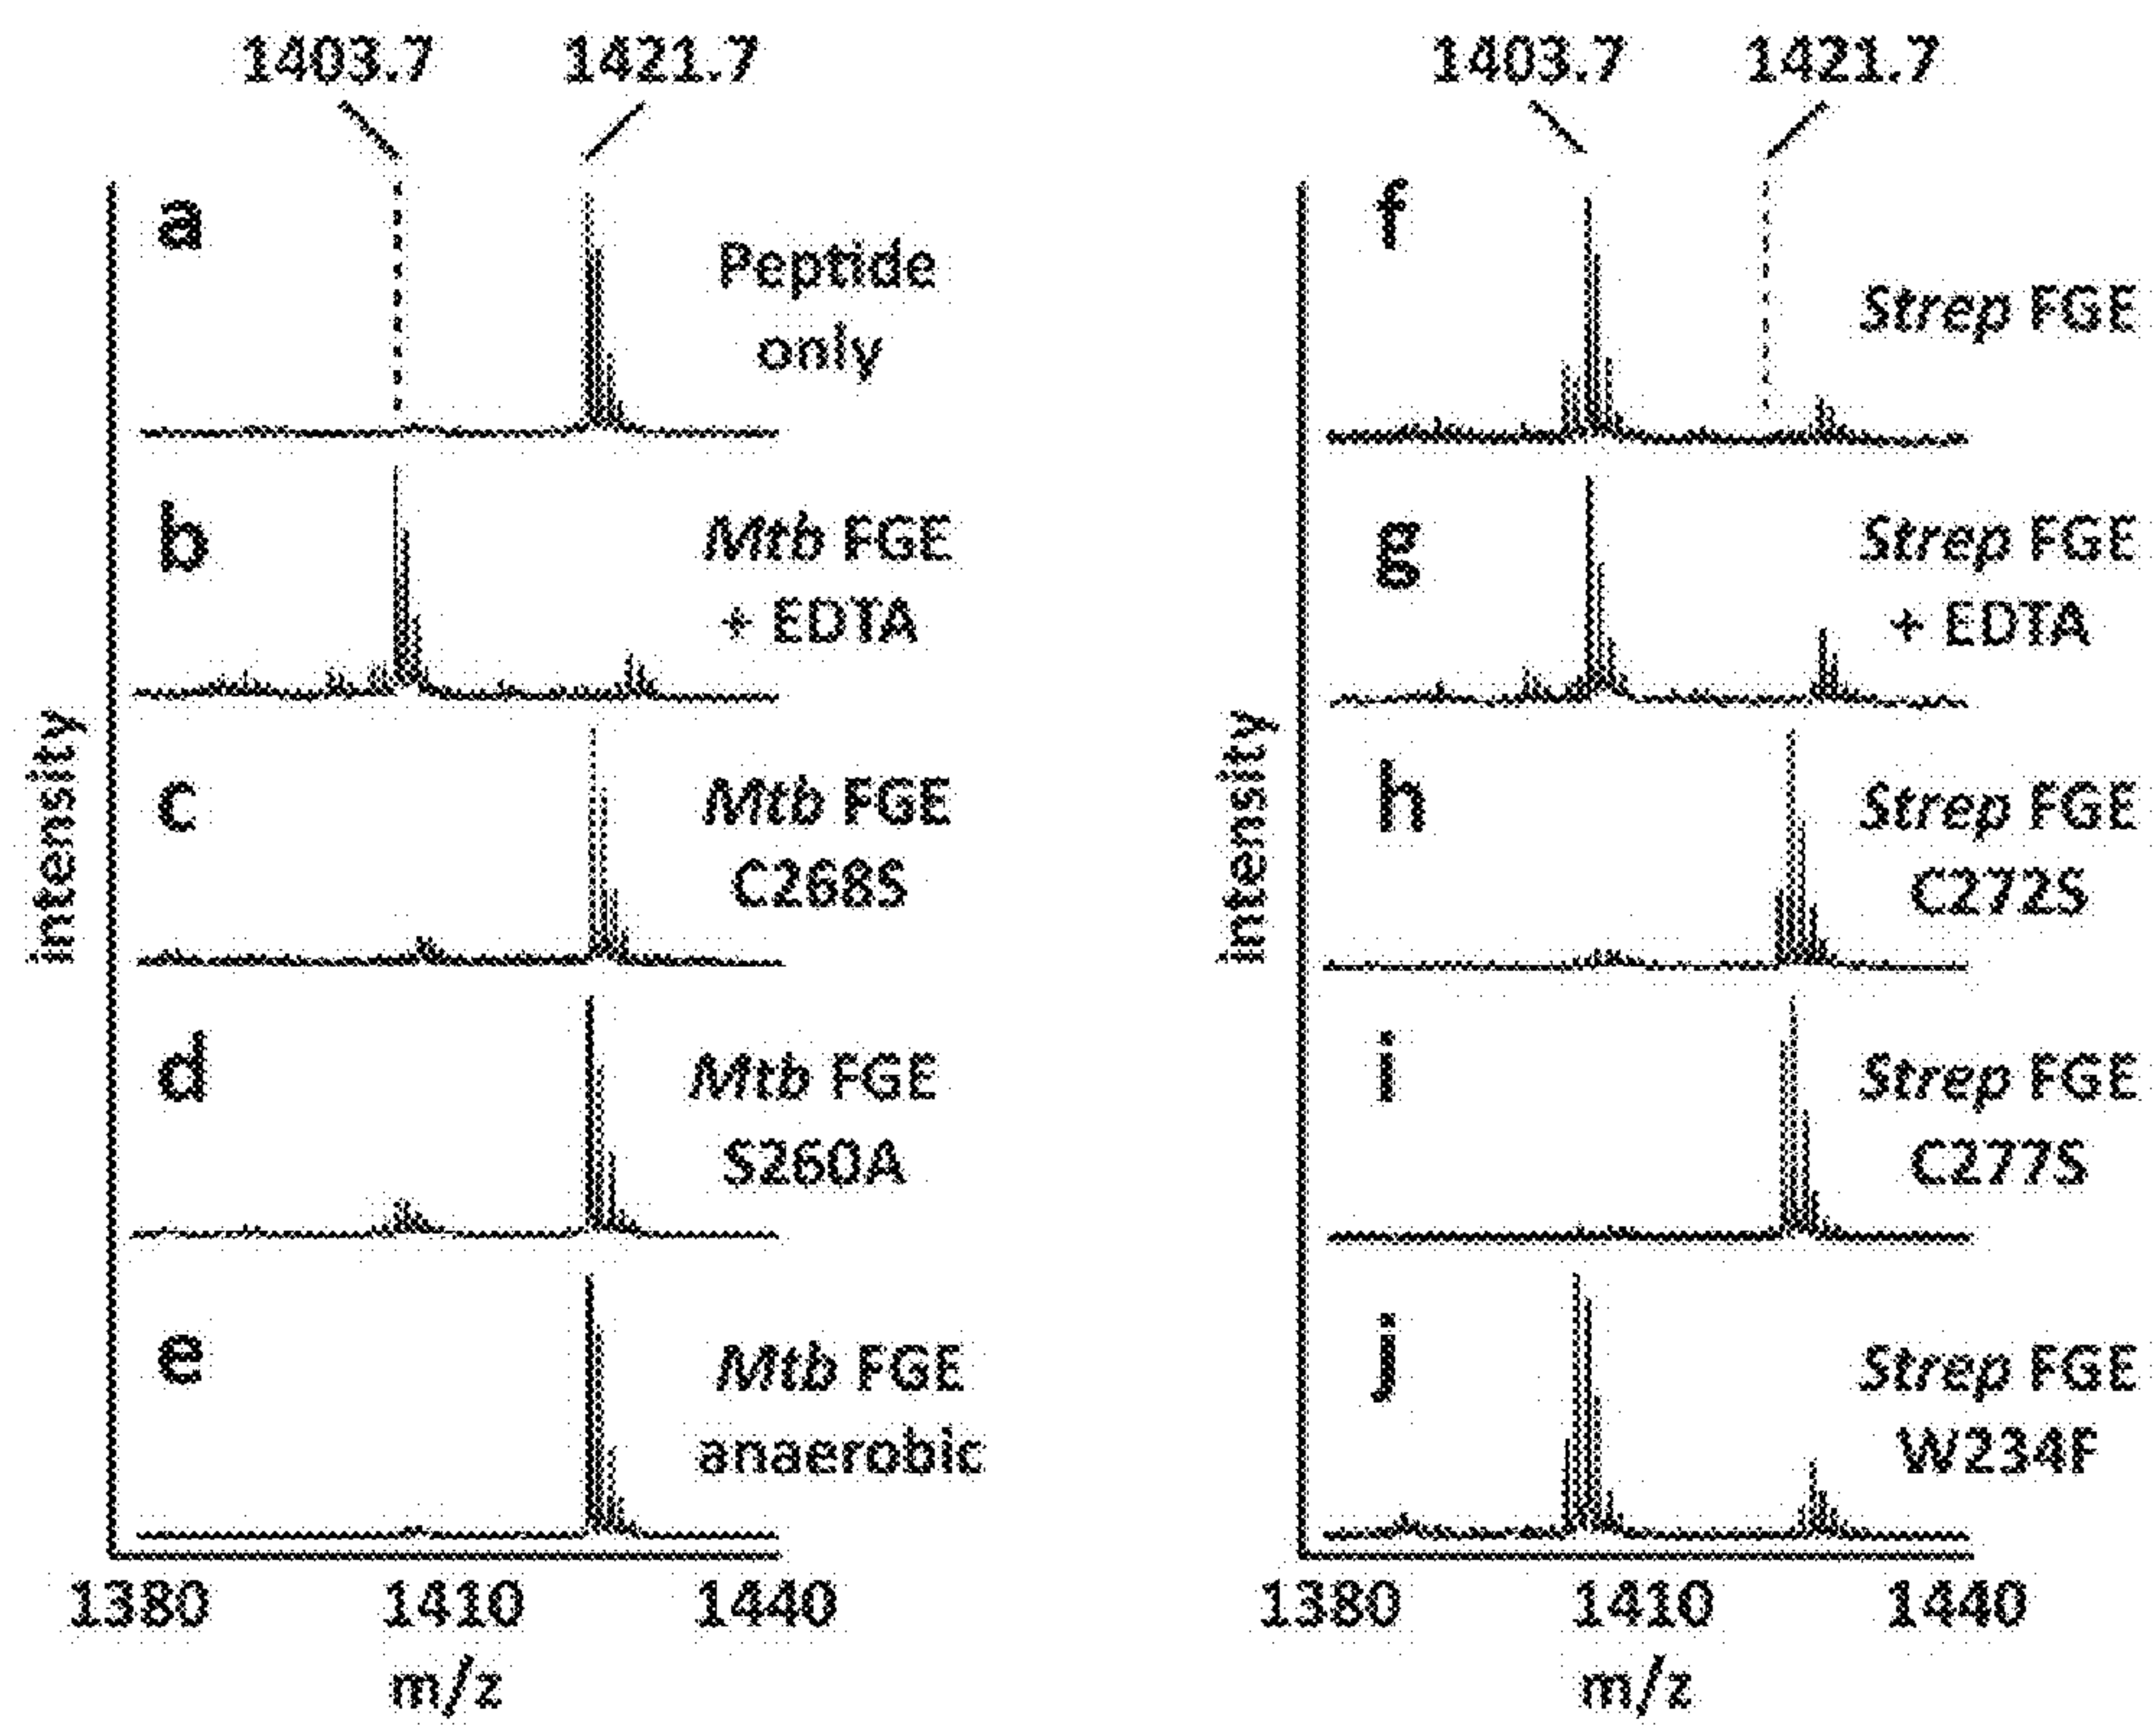 1403.7 1421.7
a Peptide
only
b Mtb FGE
+ EDTA
c Mtb FGE
C268S
d Mtb FGE
S260A
e Mtb FGE
anaerobic
intensity
1380 1410 1440
m/z
1403.7 1421.7
f Strep FGE
g Strep FGE
+ EDTA
h Strep FGE
C272S
i Strep FGE
C277S
j Strep FGE
W234F
intensity
1380 1410 1440
m/z